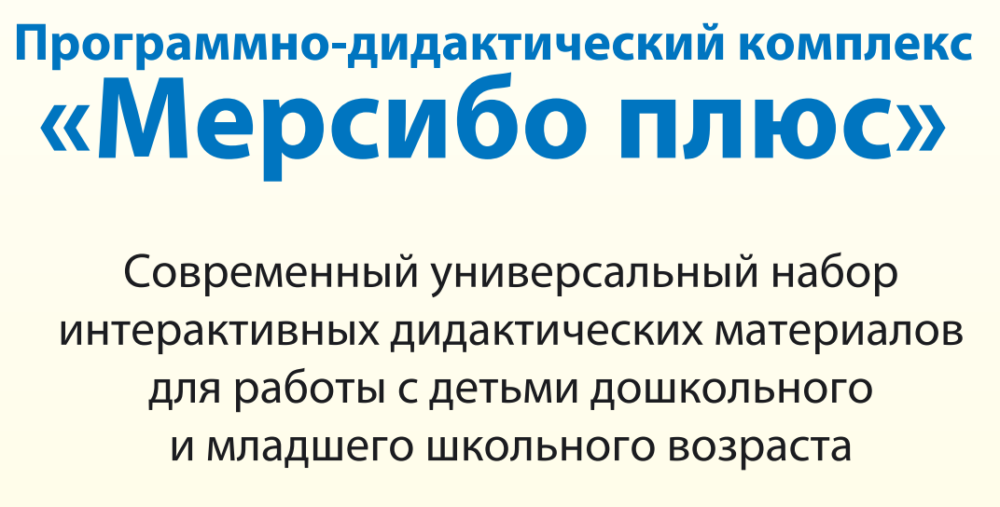 Программно-дидактический комплекс
«Мерсибо плюс»
Современный универсальный набор
интерактивных дидактических материалов
для работы с детьми дошкольного
и младшего школьного возраста